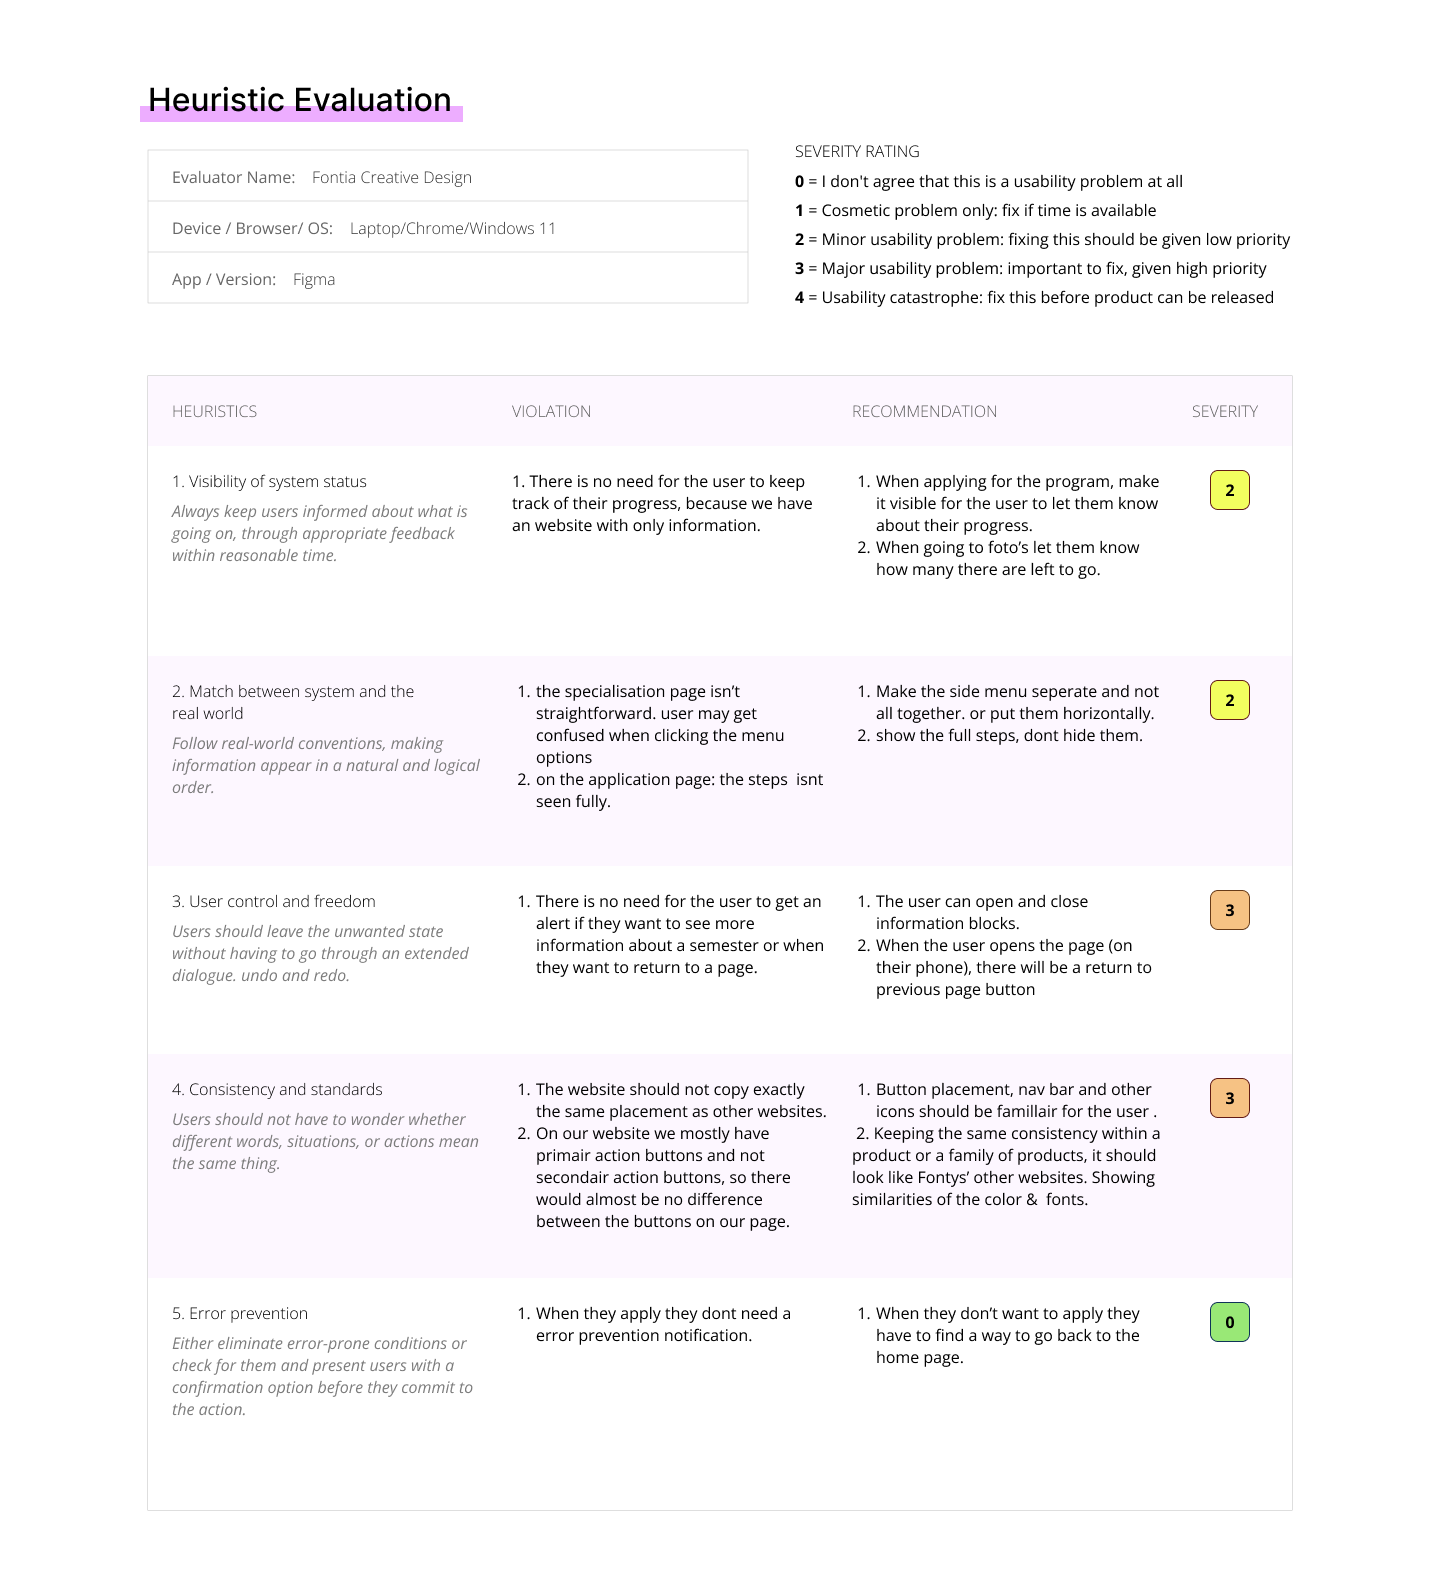 Heuristic Evaluation
Evaluator Name: Fontia Creative Design
Device / Browser/ OS: Laptop/Chrome/Windows 11
App / Version: Figma
SEVERITY RATING
0 = I don't agree that this is a usability problem at all
1 = Cosmetic problem only: fix if time is available
2 = Minor usability problem: fixing this should be given low priority
3 = Major usability problem: important to fix, given high priority
4 = Usability catastrophe: fix this before product can be released
HEURISTICS
VIOLATION
RECOMMENDATION
SEVERITY
1. Visibility of system status
Always keep users informed about what is
going on, through appropriate feedback
within reasonable time.
1. There is no need for the user to keep
track of their progress, because we have
an website with only information.
1. When applying for the program, make
it visible for the user to let them know
about their progress.
2. When going to foto’s let them know
how many there are left to go.
2
2. Match between system and the
real world
Follow real-world conventions, making
information appear in a natural and logical
order.
1. the specialisation page isn’t
straightforward. user may get
confused when clicking the menu
options
2. on the application page: the steps  isnt
seen fully.
1. Make the side menu seperate and not
all together. or put them horizontally.
2. show the full steps, dont hide them.
2
3. User control and freedom
Users should leave the unwanted state
without having to go through an extended
dialogue. undo and redo.
1. There is no need for the user to get an
alert if they want to see more
information about a semester or when
they want to return to a page.
1. The user can open and close
information blocks.
2. When the user opens the page (on
their phone), there will be a return to
previous page button
3
4. Consistency and standards
Users should not have to wonder whether
different words, situations, or actions mean
the same thing.
1. The website should not copy exactly
the same placement as other websites.
2. On our website we mostly have
primair action buttons and not
secondair action buttons, so there
would almost be no difference
between the buttons on our page.
1. Button placement, nav bar and other
icons should be famillair for the user .
2. Keeping the same consistency within a
product or a family of products, it should
look like Fontys’ other websites. Showing
similarities of the color &  fonts.
3
5. Error prevention
Either eliminate error-prone conditions or
check for them and present users with a
confirmation option before they commit to
the action.
1. When they apply they dont need a
error prevention notification.
1. When they don’t want to apply they
have to find a way to go back to the
home page.
0